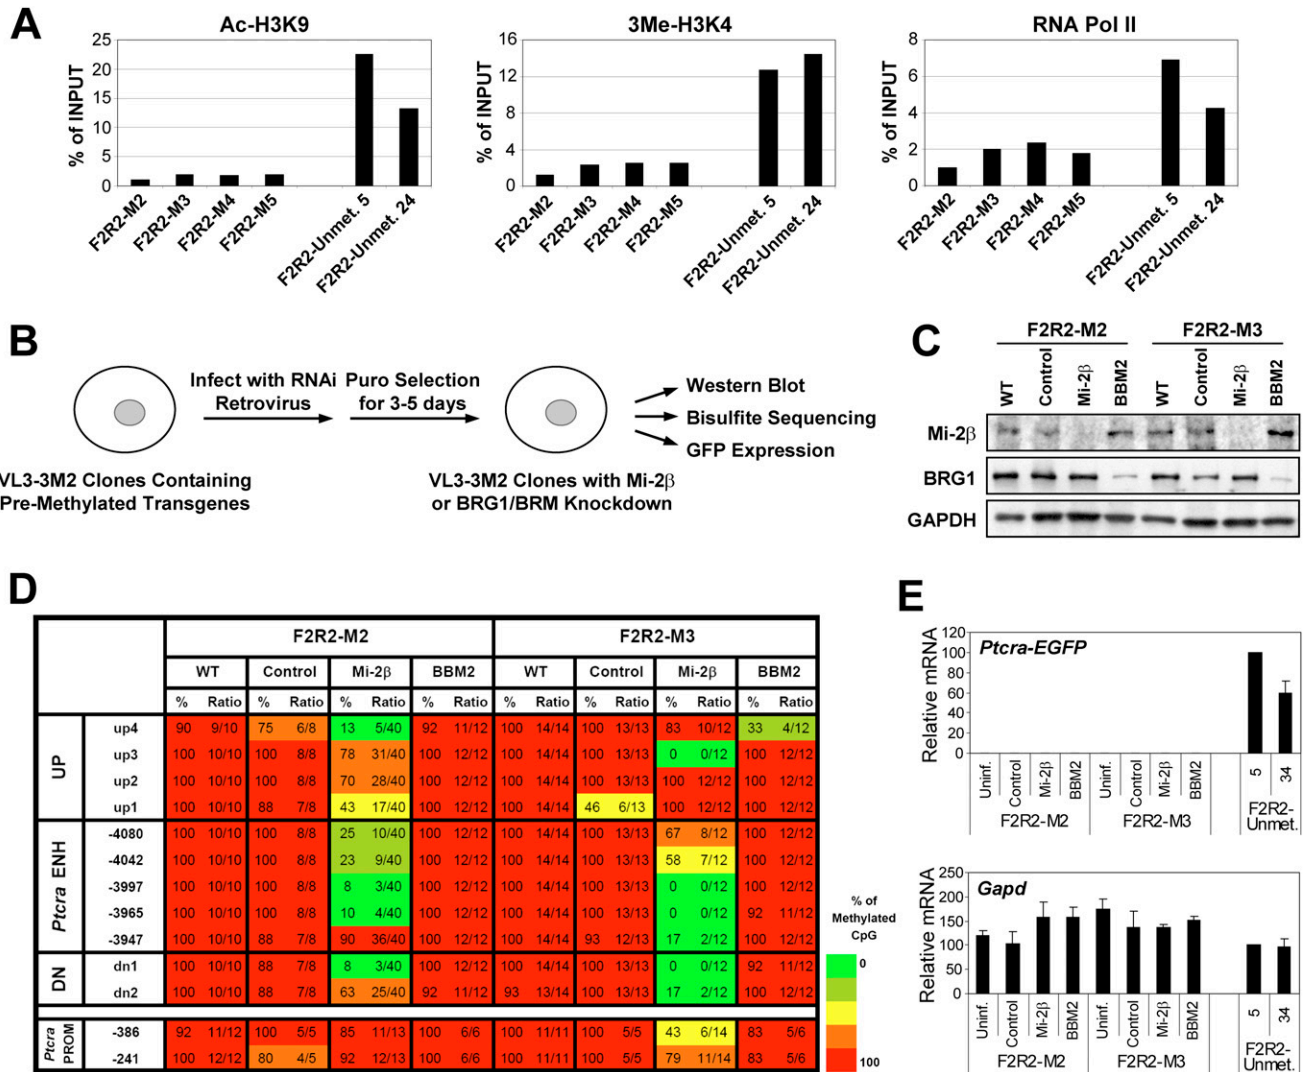 A
Ac-H3K9
% of INPUT
25
20
15
10
5
0
F2R2-M2
F2R2-M3
F2R2-M4
F2R2-M5
F2R2-Unmet. 5
F2R2-Unmet. 24
3Me-H3K4
% of INPUT
16
12
8
4
0
F2R2-M2
F2R2-M3
F2R2-M4
F2R2-M5
F2R2-Unmet. 5
F2R2-Unmet. 24
RNA Pol II
% of INPUT
8
6
4
2
0
F2R2-M2
F2R2-M3
F2R2-M4
F2R2-M5
F2R2-Unmet. 5
F2R2-Unmet. 24
B
Infect with RNAi
Retrovirus
Puro Selection
for 3-5 days
Western Blot
Bisulfite Sequencing
GFP Expression
VL3-3M2 Clones Containing
Pre-Methylated Transgenes
VL3-3M2 Clones with Mi-2β
or BRG1/BRM Knockdown
C
F2R2-M2 F2R2-M3
WT Control Mi-2β BBM2 WT Control Mi-2β BBM2
Mi-2β
BRG1
GAPDH
D
F2R2-M2 F2R2-M3
WT Control Mi-2β BBM2 WT Control Mi-2β BBM2
% Ratio % Ratio % Ratio % Ratio % Ratio % Ratio % Ratio % Ratio
UP
up4 90 9/10 75 6/8 13 5/40 92 11/12 100 14/14 100 13/13 83 10/12 33 4/12
up3 100 10/10 100 8/8 78 31/40 100 12/12 100 14/14 100 13/13 0 0/12 100 12/12
up2 100 10/10 100 8/8 70 28/40 100 12/12 100 14/14 100 13/13 100 12/12 100 12/12
up1 100 10/10 88 7/8 43 17/40 100 12/12 100 14/14 46 6/13 100 12/12 100 12/12
Ptcra ENH
-4080 100 10/10 100 8/8 25 10/40 100 12/12 100 14/14 100 13/13 67 8/12 100 12/12
-4042 100 10/10 100 8/8 23 9/40 100 12/12 100 14/14 100 13/13 58 7/12 100 12/12
-3997 100 10/10 100 8/8 8 3/40 100 12/12 100 14/14 100 13/13 0 0/12 100 12/12
-3965 100 10/10 100 8/8 10 4/40 100 12/12 100 14/14 100 13/13 0 0/12 92 11/12
-3947 100 10/10 88 7/8 90 36/40 100 12/12 100 14/14 93 12/13 17 2/12 100 12/12
DN
dn1 100 10/10 88 7/8 8 3/40 100 12/12 100 14/14 100 13/13 0 0/12 92 11/12
dn2 100 10/10 88 7/8 63 25/40 92 11/12 93 13/14 100 13/13 17 2/12 100 12/12
Ptcra
PROM
-386 92 11/12 100 5/5 85 11/13 100 6/6 100 11/11 100 5/5 43 6/14 83 5/6
-241 100 12/12 80 4/5 92 12/13 100 6/6 100 11/11 100 5/5 79 11/14 83 5/6
% of
Methylated
CpG
0
100
E
Ptcra-EGFP
Relative mRNA
120
100
80
60
40
20
0
Uninf. Control Mi-2β BBM2 Uninf. Control Mi-2β BBM2 5 34
F2R2-M2 F2R2-M3 F2R2-
Unmet.
Gapd
Relative mRNA
250
200
150
100
50
0
Uninf. Control Mi-2β BBM2 Uninf. Control Mi-2β BBM2 5 34
F2R2-M2 F2R2-M3 F2R2-
Unmet.